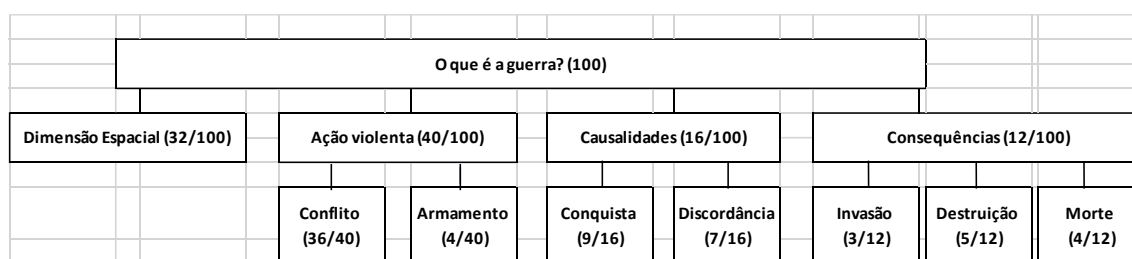 O que é a guerra? (100)
Dimensão Espacial (32/100)
Ação violenta (40/100)
Causalidades (16/100)
Consequências (12/100)
Conflito
(36/40)
Armamento
(4/40)
Conquista
(9/16)
Discordância
(7/16)
Invasão
(3/12)
Destruição
(5/12)
Morte
(4/12)